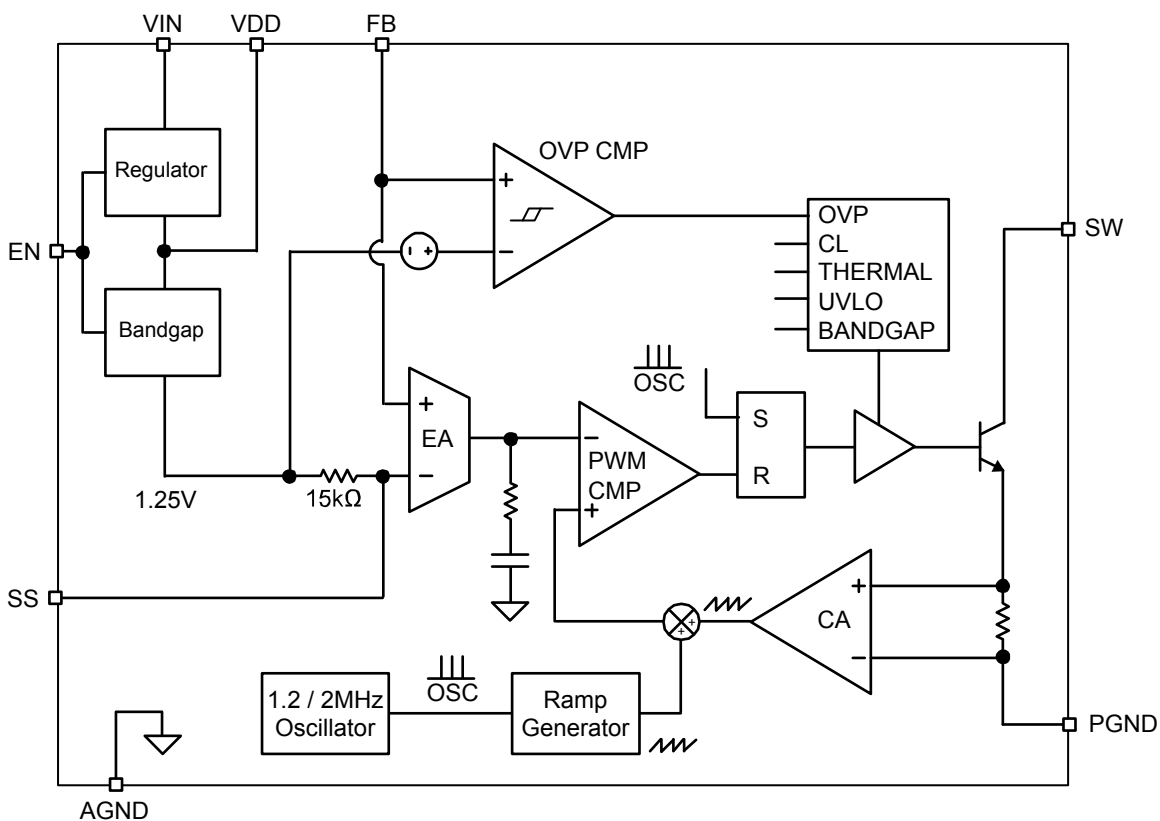 VIN
VDD
FB
OVP CMP
Regulator
OVP
CL
THERMAL
UVLO
BANDGAP
SW
EN
+
−
- +
Bandgap
OSC
+
EA
−
−
PWM
CMP
+
S
R
1.25V
15kΩ
SS
+
CA
−
+
+
OSC
1.2 / 2MHz
Oscillator
Ramp
Generator
PGND
AGND